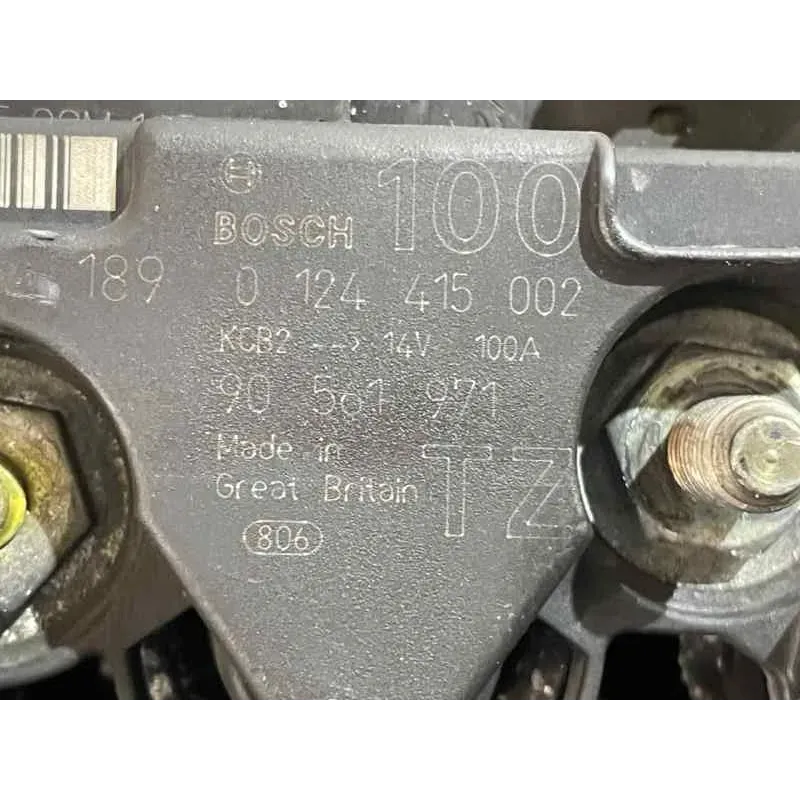 100
BOSCH
189 0 124 415 002
KCB2 --> 14V 100A
90 561 971
Made in
Great Britain
TZ
806